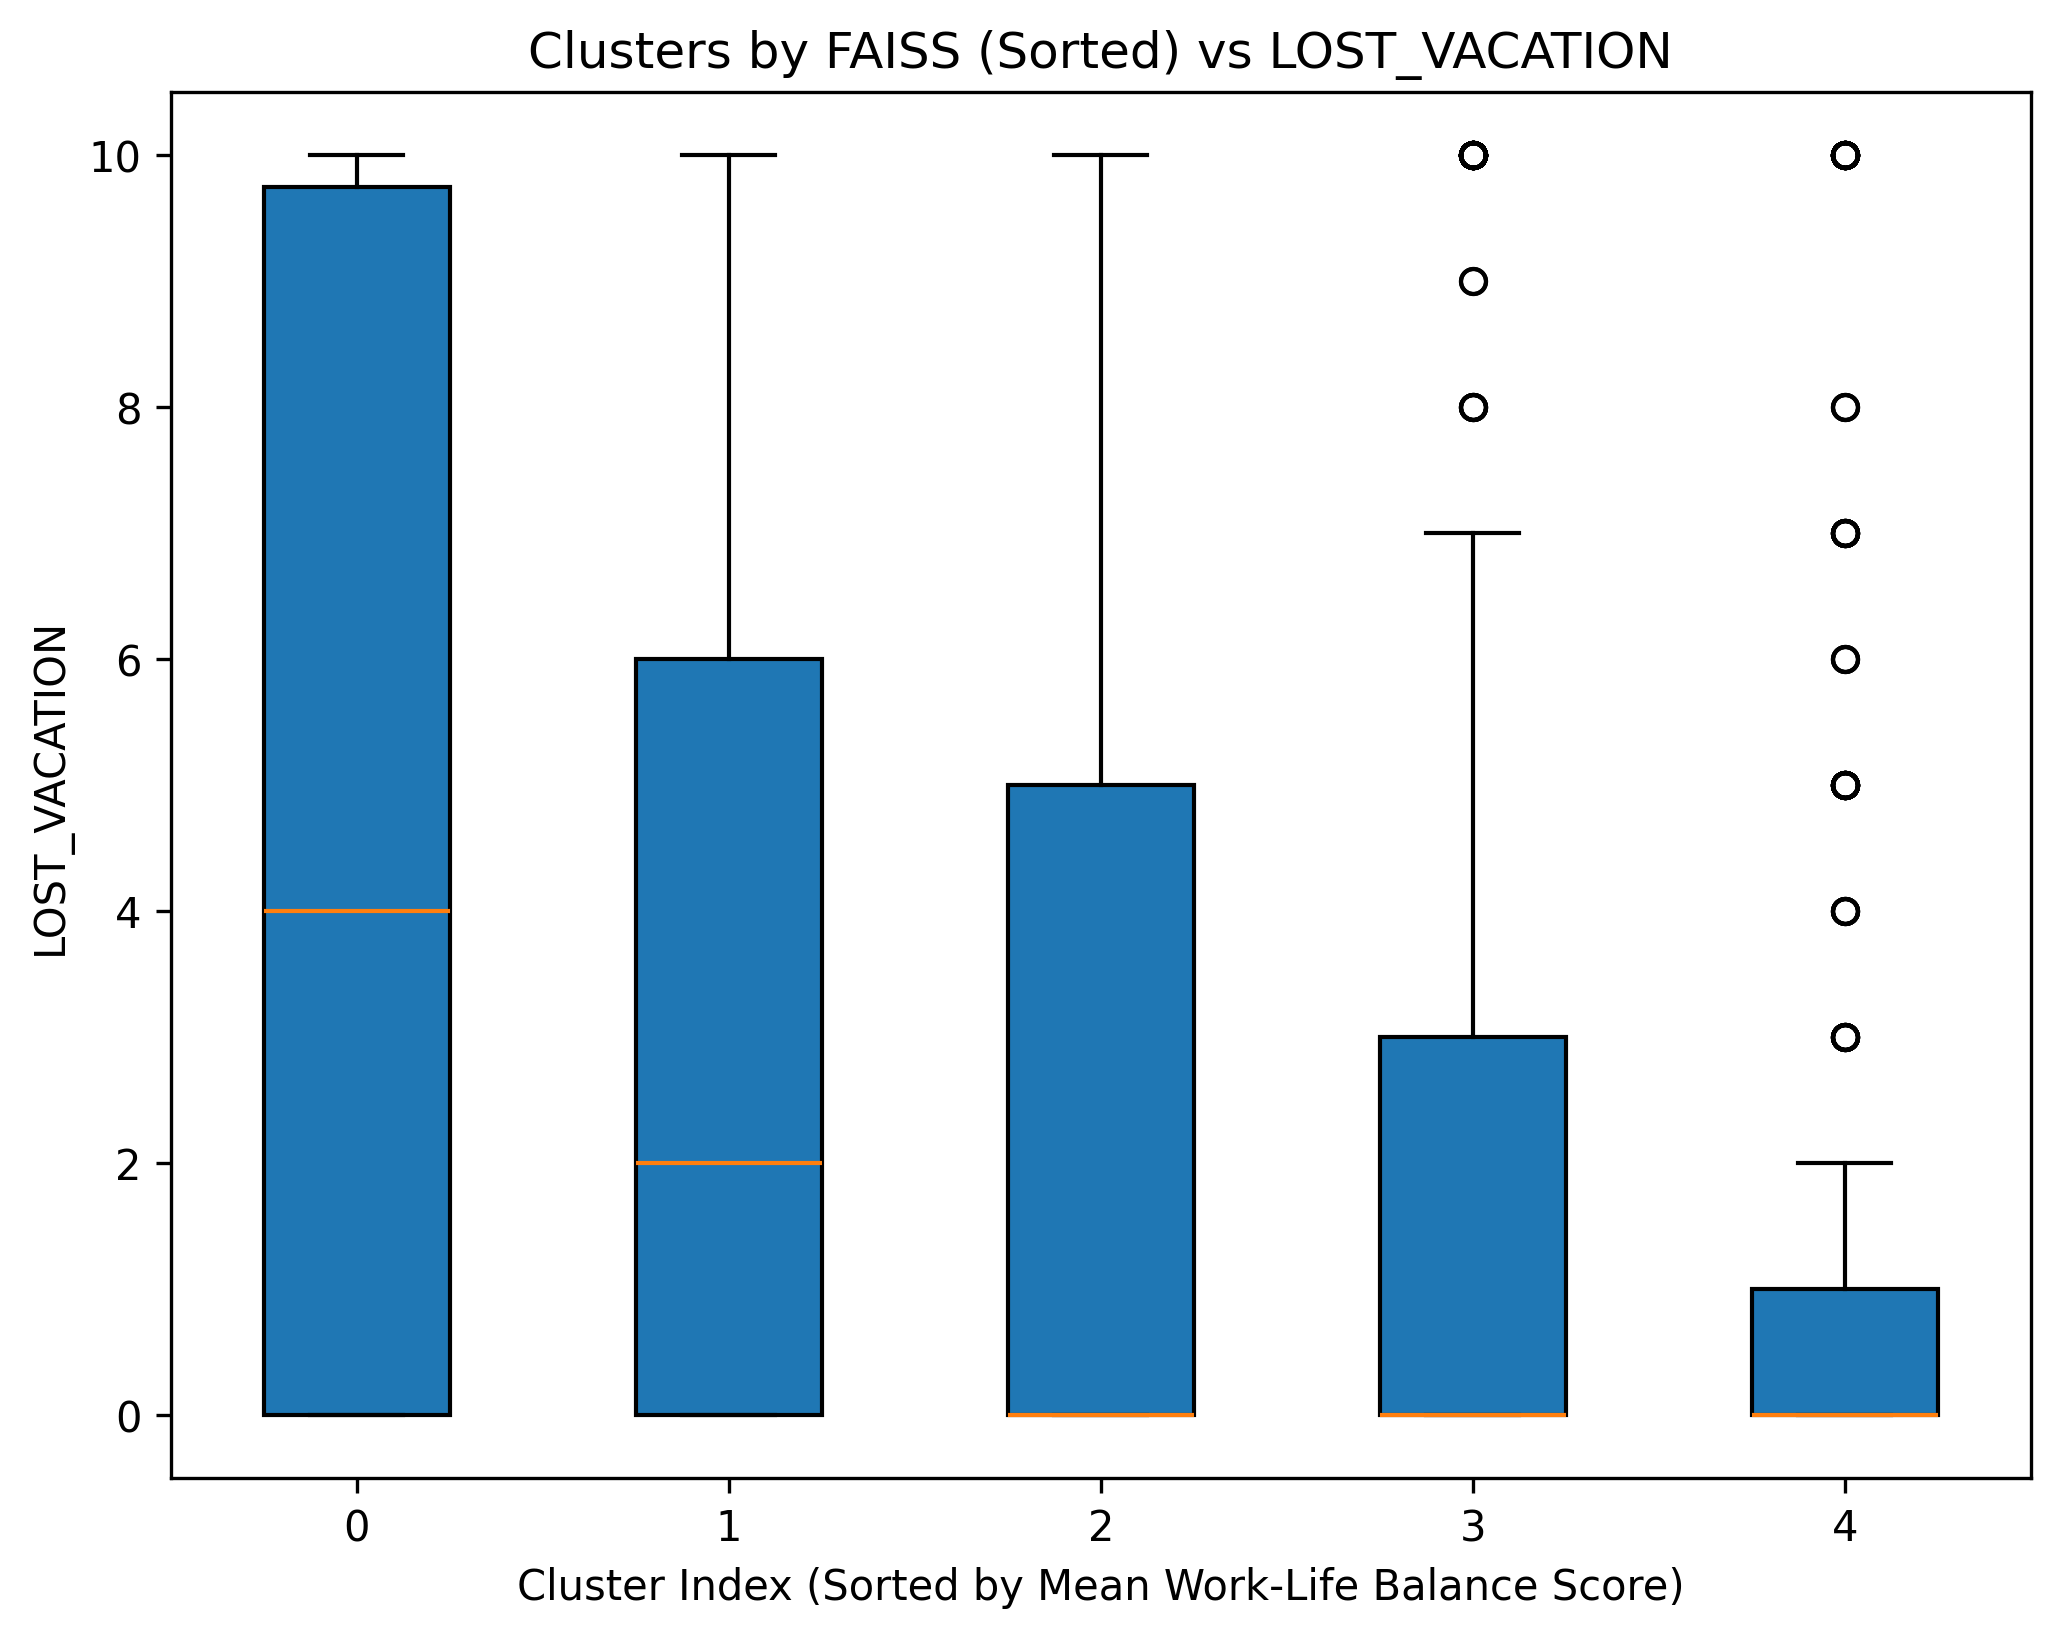 Clusters by FAISS (Sorted) vs LOST_VACATION
LOST_VACATION
10
8
6
4
2
0
0 1 2 3 4
Cluster Index (Sorted by Mean Work-Life Balance Score)